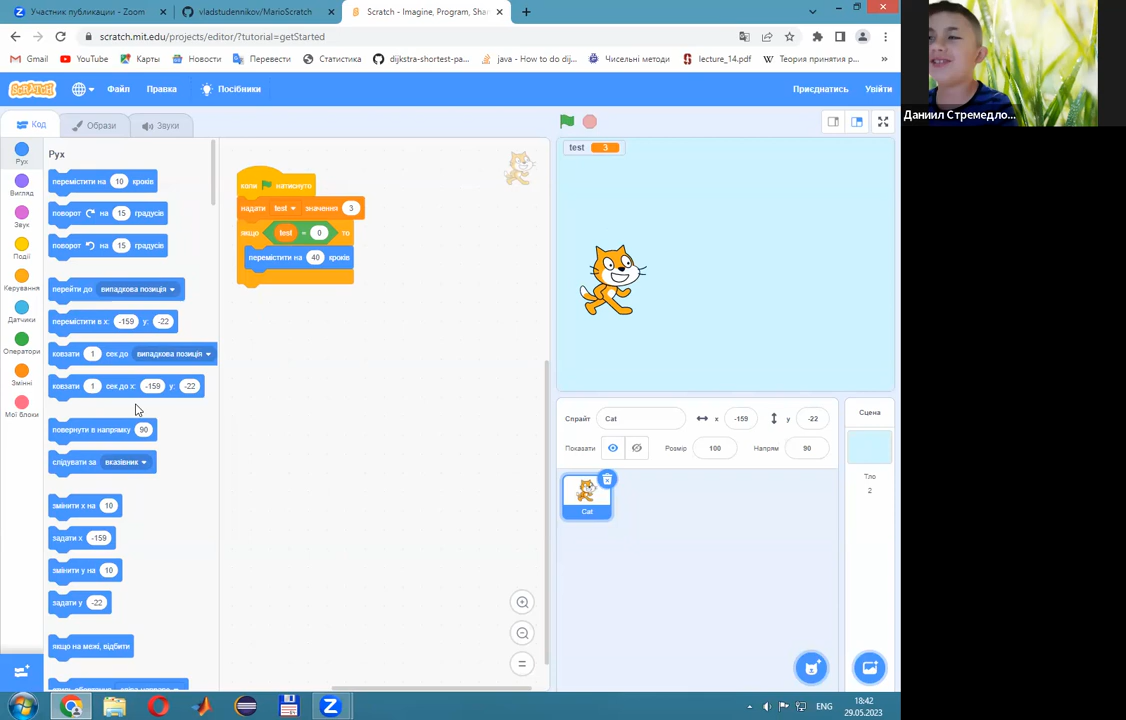 Участник публикации - Zoom
vladstudennikov/MarioScratch
Scratch - Imagine, Program, Sha
scratch.mit.edu/projects/editor/?tutorial=getStarted
Gmail
YouTube
Карты
Новости
Перевести
Статистика
dijkstra-shortest-pa...
java - How to do dij...
Чисельні методи
lecture_14.pdf
Теория принятия р...
»
SCRATCH
Файл
Правка
Посібники
Приєднатись
Увійти
Код
Образи
Звуки
Рух
Вигляд
Звук
Події
Керування
Датчики
Оператори
Змінні
Мої блоки
Рух
перемістити на 10 кроків
поворот на 15 градусів
поворот на 15 градусів
перейти до випадкова позиція
перемістити в x: -159 y: -22
ковзати 1 сек до випадкова позиція
ковзати 1 сек до x: -159 y: -22
повернути в напрямку 90
слідувати за вказівник
змінити x на 10
задати x -159
змінити y на 10
задати y -22
якщо на межі, відбити
коли натиснуто
надати test значення 3
якщо test = 0 то
перемістити на 40 кроків
test 3
Спрайт Cat x -159 y -22
Показати Розмір 100 Напрям 90
Cat
Сцена
Тло
2
Даниил Стремедло...
ENG
18:42
29.05.2023